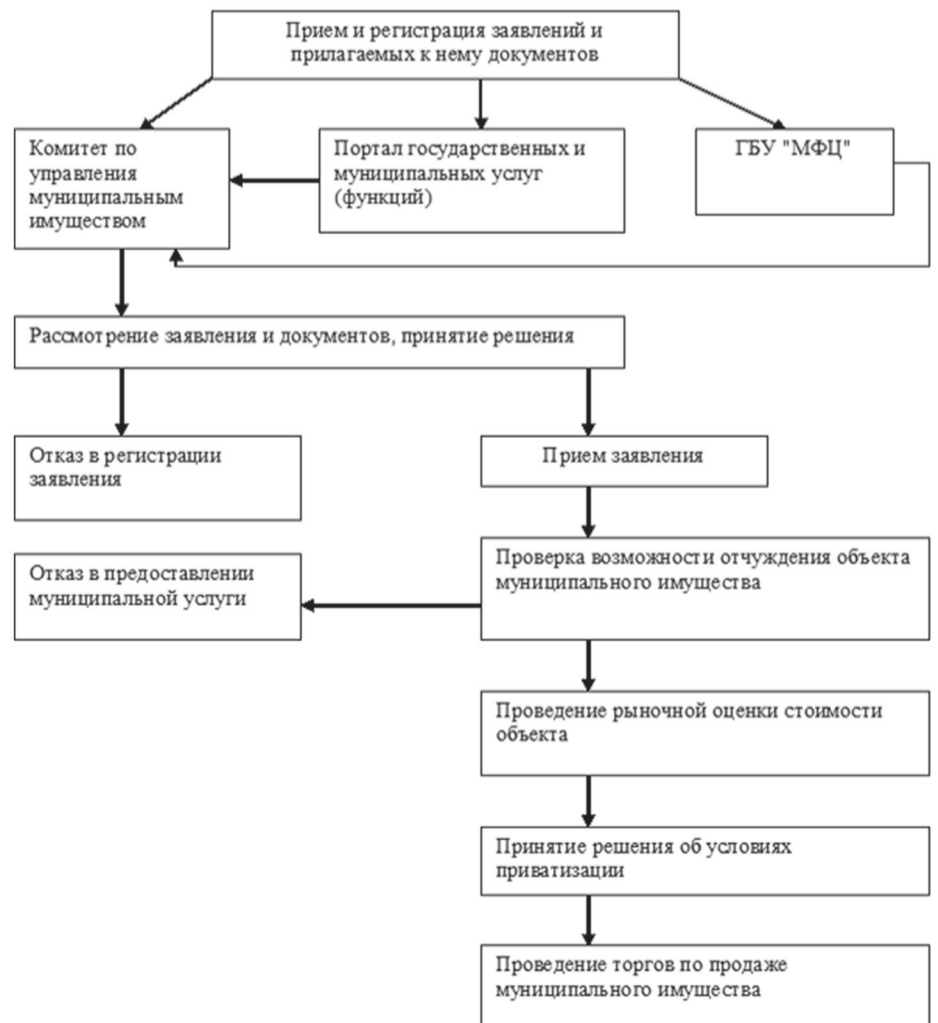 Прием и регистрация заявлений и
прилагаемых к нему документов
Комитет по
управления
муниципальным
имуществом
Портал государственных и
муниципальных услуг
(функций)
ГБУ "МФЦ"
Рассмотрение заявления и документов, принятие решения
Отказ в регистрации
заявления
Прием заявления
Проверка возможности отчуждения объекта
муниципального имущества
Отказ в предоставлении
муниципальной услуги
Проведение рыночной оценки стоимости
объекта
Принятие решения об условиях
приватизации
Проведение торгов по продаже
муниципального имущества